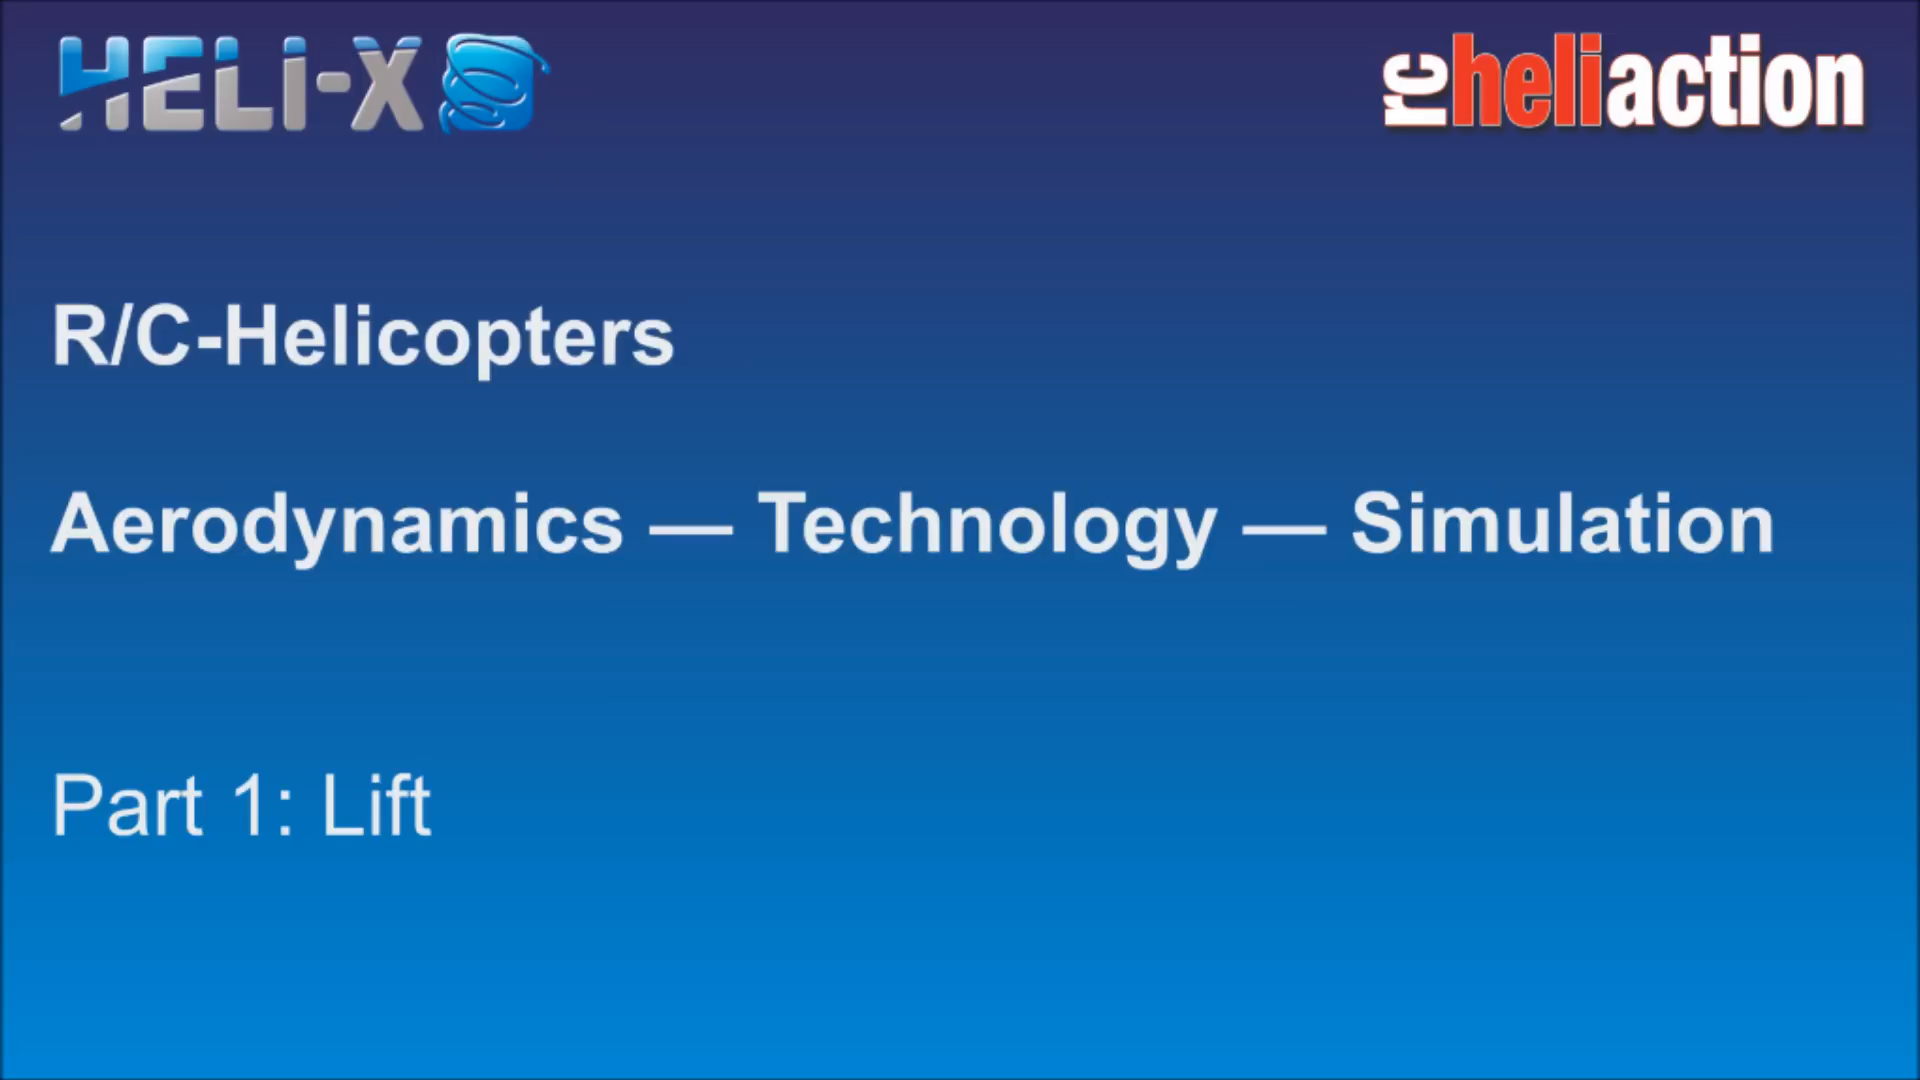 HELI-X
rcheliaction
R/C-Helicopters
Aerodynamics — Technology — Simulation
Part 1: Lift